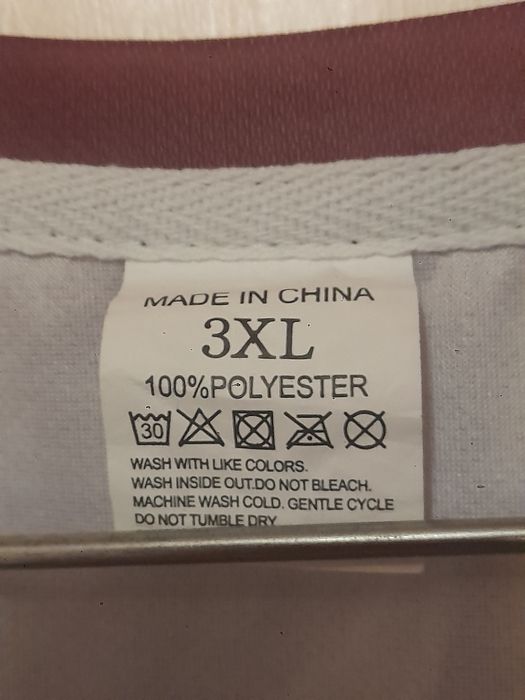 MADE IN CHINA
3XL
100%POLYESTER
30
WASH WITH LIKE COLORS.
WASH INSIDE OUT.DO NOT BLEACH.
MACHINE WASH COLD. GENTLE CYCLE
DO NOT TUMBLE DRY